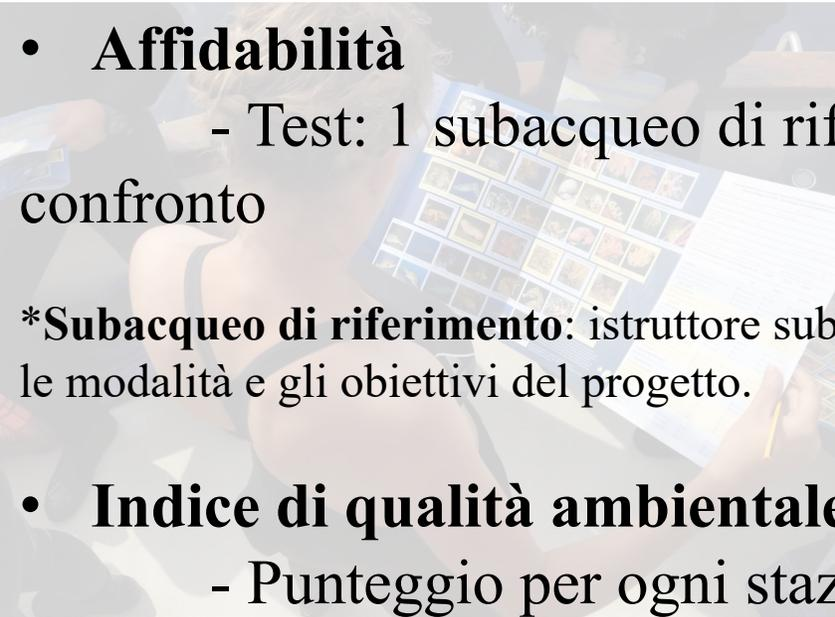 • Affidabilità
- Test: 1 subacqueo di rif
confronto
*Subacqueo di riferimento: istruttore sub
le modalità e gli obiettivi del progetto.
• Indice di qualità ambientale
- Punteggio per ogni staz